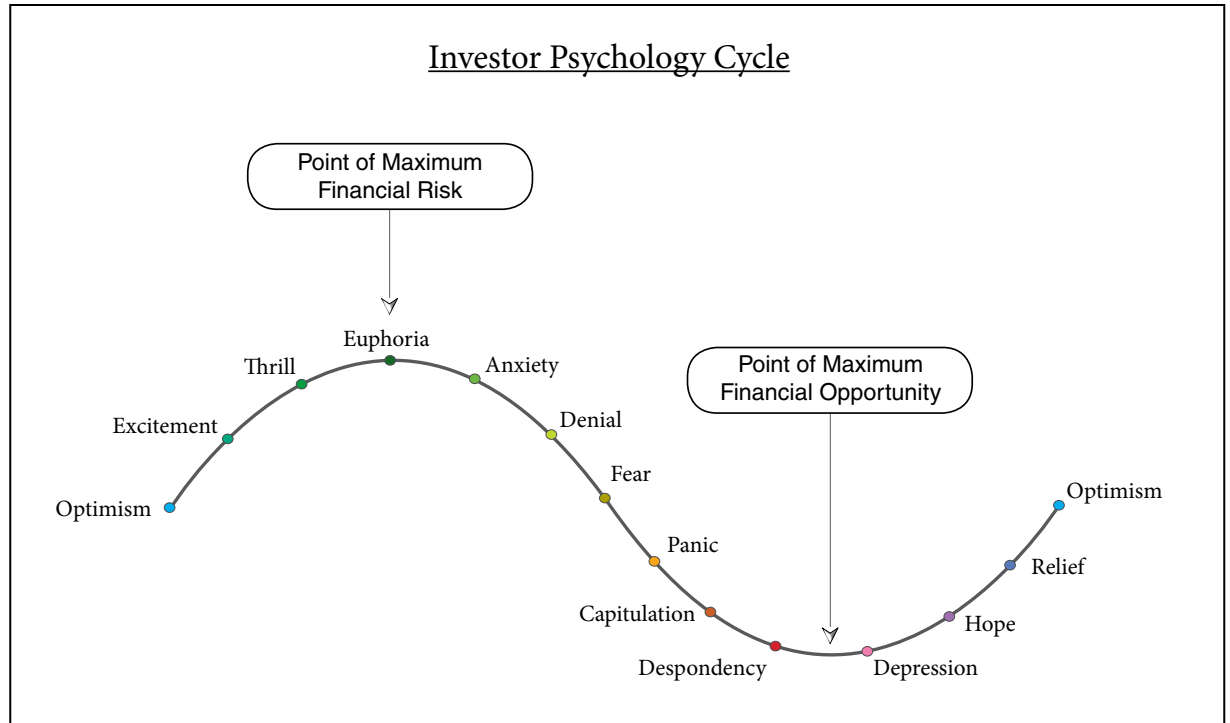 Investor Psychology Cycle
Point of Maximum
Financial Risk
Euphoria
Thrill
Anxiety
Point of Maximum
Financial Opportunity
Excitement
Denial
Fear
Optimism
Optimism
Panic
Relief
Capitulation
Hope
Despondency
Depression